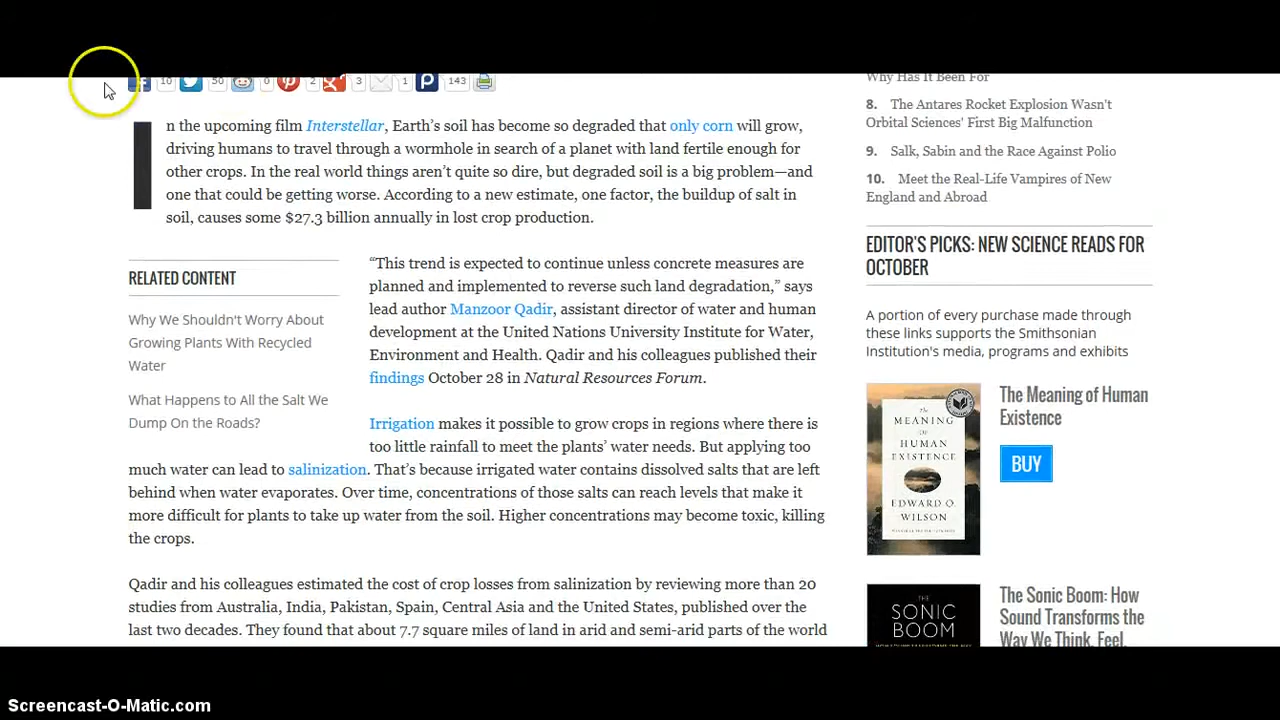 10 50 0 2 3 1 143
In the upcoming film Interstellar, Earth's soil has become so degraded that only corn will grow,
driving humans to travel through a wormhole in search of a planet with land fertile enough for
other crops. In the real world things aren't quite so dire, but degraded soil is a big problem—and
one that could be getting worse. According to a new estimate, one factor, the buildup of salt in
soil, causes some $27.3 billion annually in lost crop production.
RELATED CONTENT
Why We Shouldn't Worry About
Growing Plants With Recycled
Water
What Happens to All the Salt We
Dump On the Roads?
“This trend is expected to continue unless concrete measures are
planned and implemented to reverse such land degradation,” says
lead author Manzoor Qadir, assistant director of water and human
development at the United Nations University Institute for Water,
Environment and Health. Qadir and his colleagues published their
findings October 28 in Natural Resources Forum.
Irrigation makes it possible to grow crops in regions where there is
too little rainfall to meet the plants’ water needs. But applying too
much water can lead to salinization. That’s because irrigated water contains dissolved salts that are left
behind when water evaporates. Over time, concentrations of those salts can reach levels that make it
more difficult for plants to take up water from the soil. Higher concentrations may become toxic, killing
the crops.
Qadir and his colleagues estimated the cost of crop losses from salinization by reviewing more than 20
studies from Australia, India, Pakistan, Spain, Central Asia and the United States, published over the
last two decades. They found that about 7.7 square miles of land in arid and semi-arid parts of the world
Why Has It Been For
8. The Antares Rocket Explosion Wasn't
Orbital Sciences' First Big Malfunction
9. Salk, Sabin and the Race Against Polio
10. Meet the Real-Life Vampires of New
England and Abroad
EDITOR'S PICKS: NEW SCIENCE READS FOR
OCTOBER
A portion of every purchase made through
these links supports the Smithsonian
Institution's media, programs and exhibits
The
MEANING
OF
HUMAN
EXISTENCE
EDWARD O.
WILSON
The Meaning of Human
Existence
BUY
THE
SONIC
BOOM
The Sonic Boom: How
Sound Transforms the
Way We Think, Feel,
Screencast-O-Matic.com